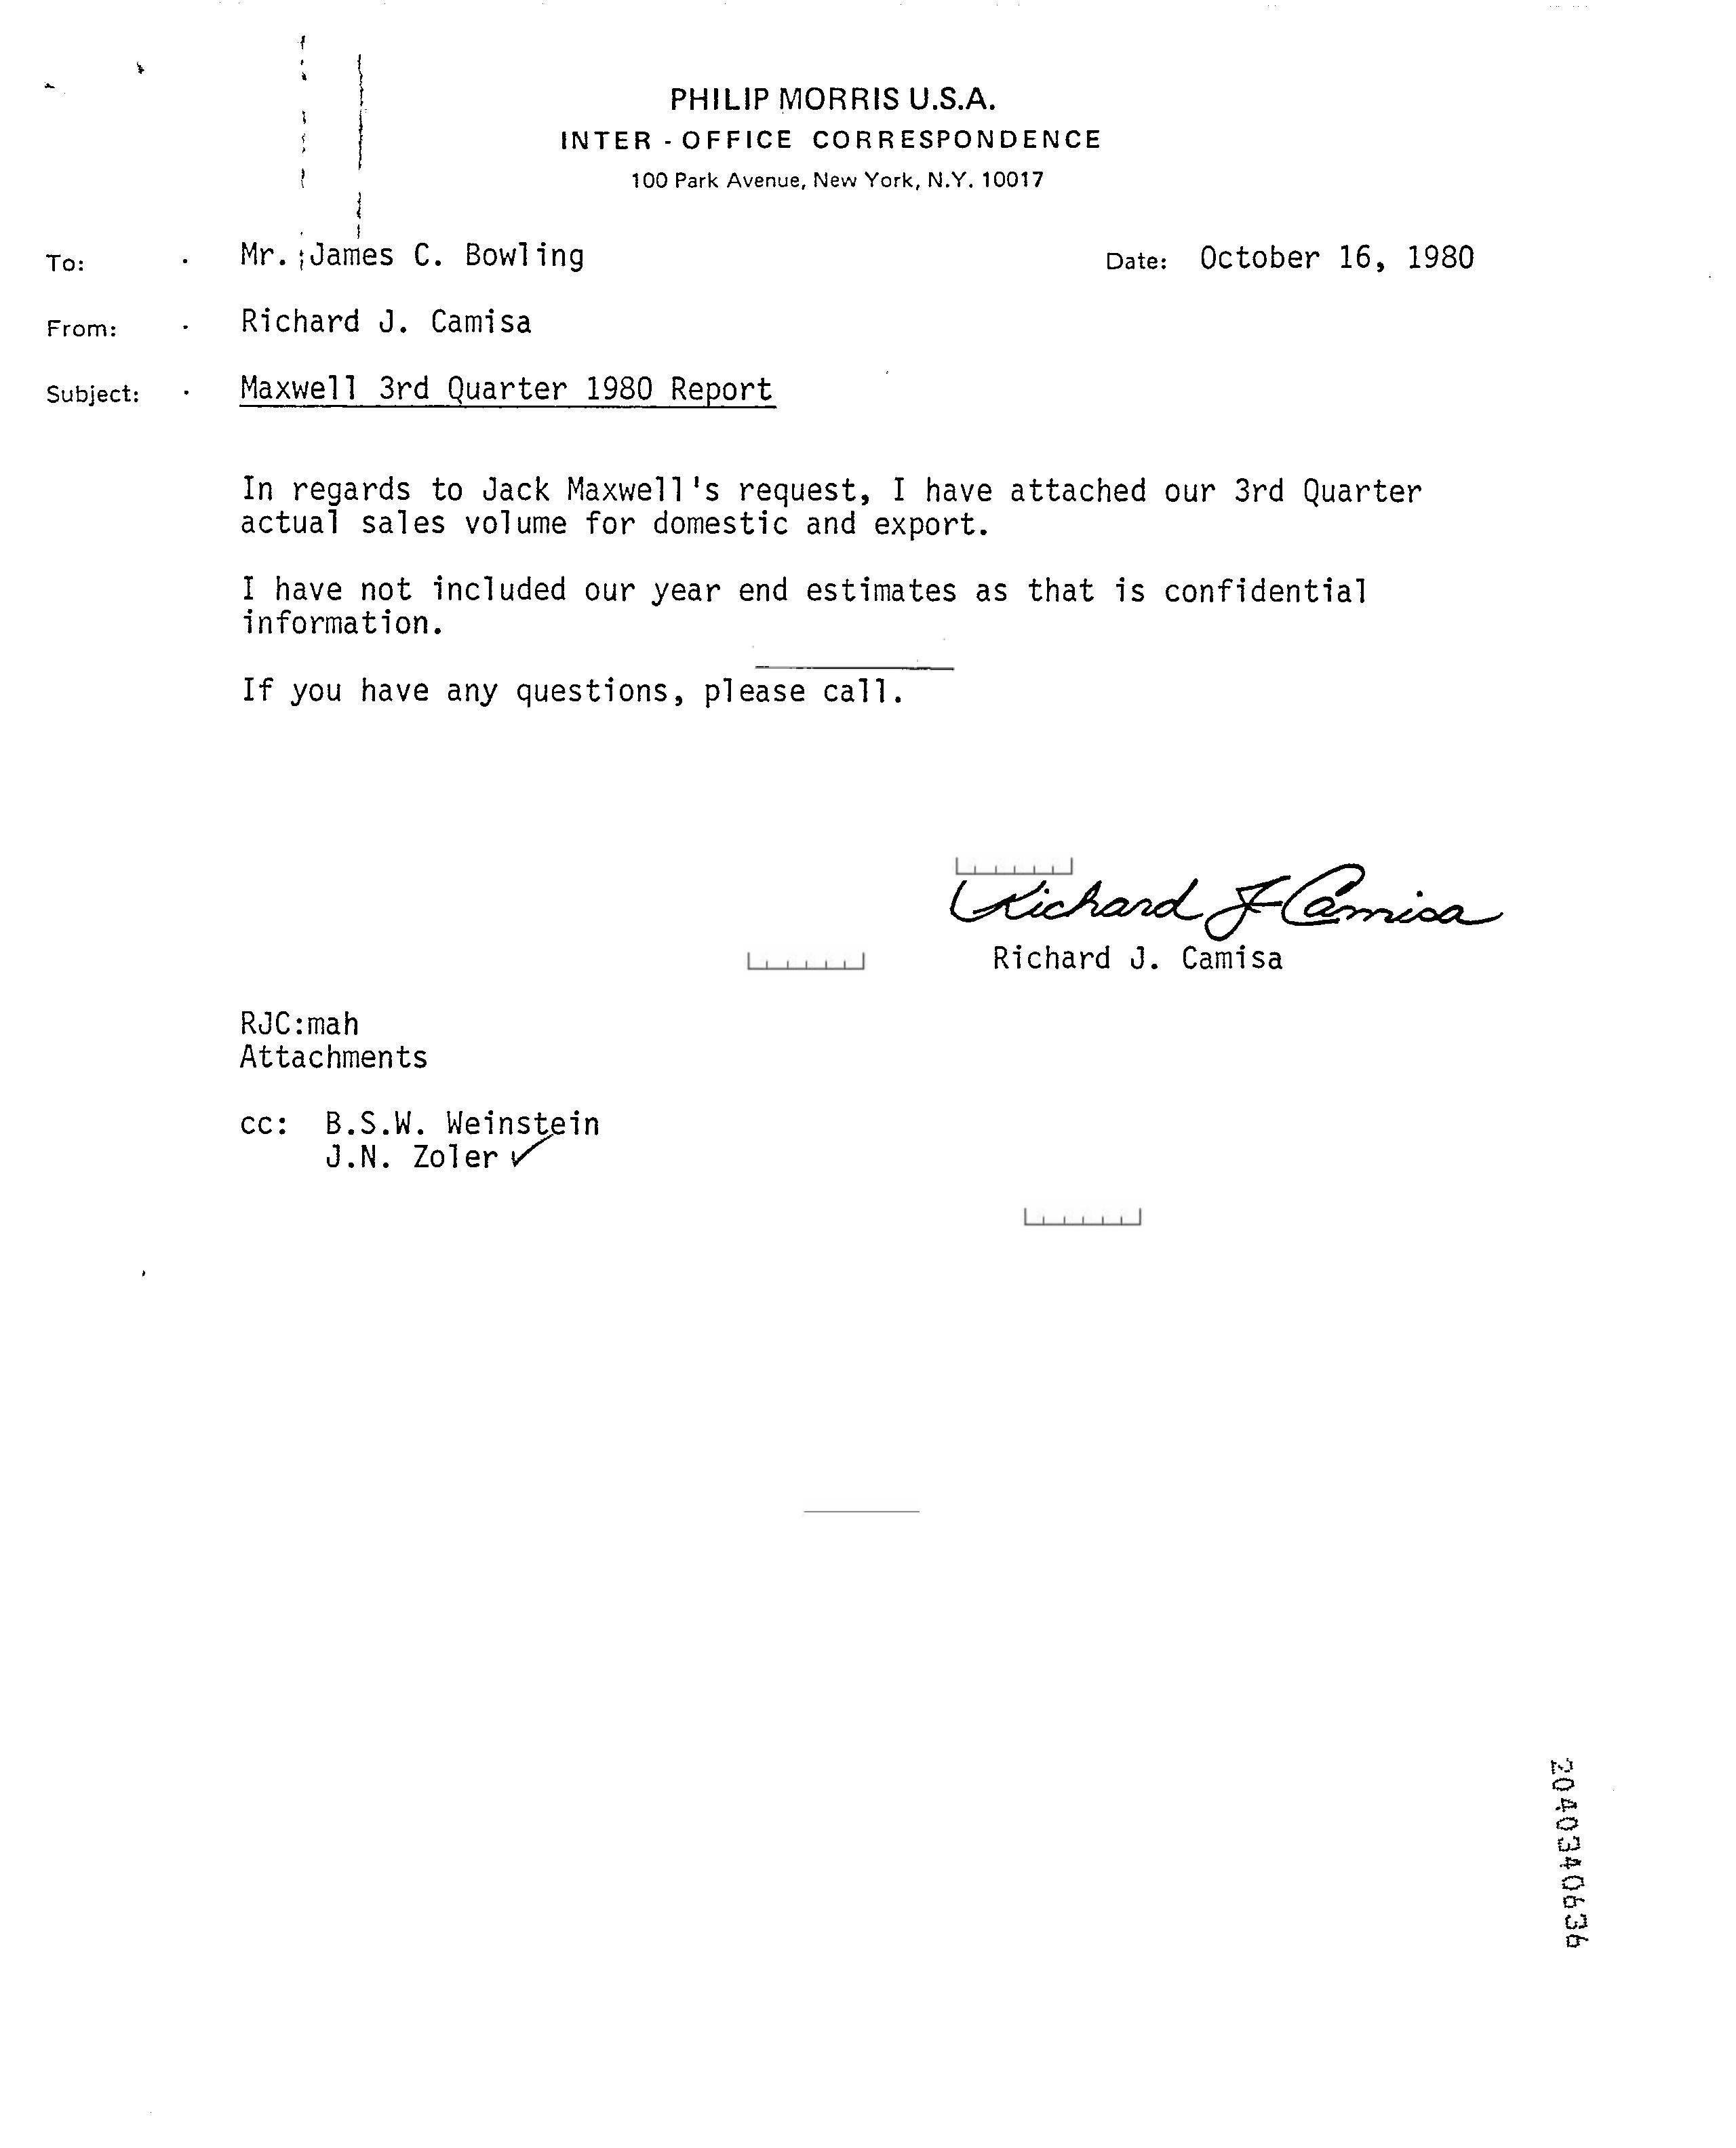 PHILIP MORRIS U.S.A.
INTER - OFFICE CORRESPONDENCE
100 Park Avenue, New York, N.Y. 10017
To: Mr. James C. Bowling Date: October 16, 1980
From: Richard J. Camisa
Subject: Maxwell 3rd Quarter 1980 Report
In regards to Jack Maxwell's request, I have attached our 3rd Quarter
actual sales volume for domestic and export.
I have not included our year end estimates as that is confidential
information.
If you have any questions, please call.
Richard J Camisa
Richard J. Camisa
RJC:mah
Attachments
cc: B.S.W. Weinstein
J.N. Zoler ✓
2040340636